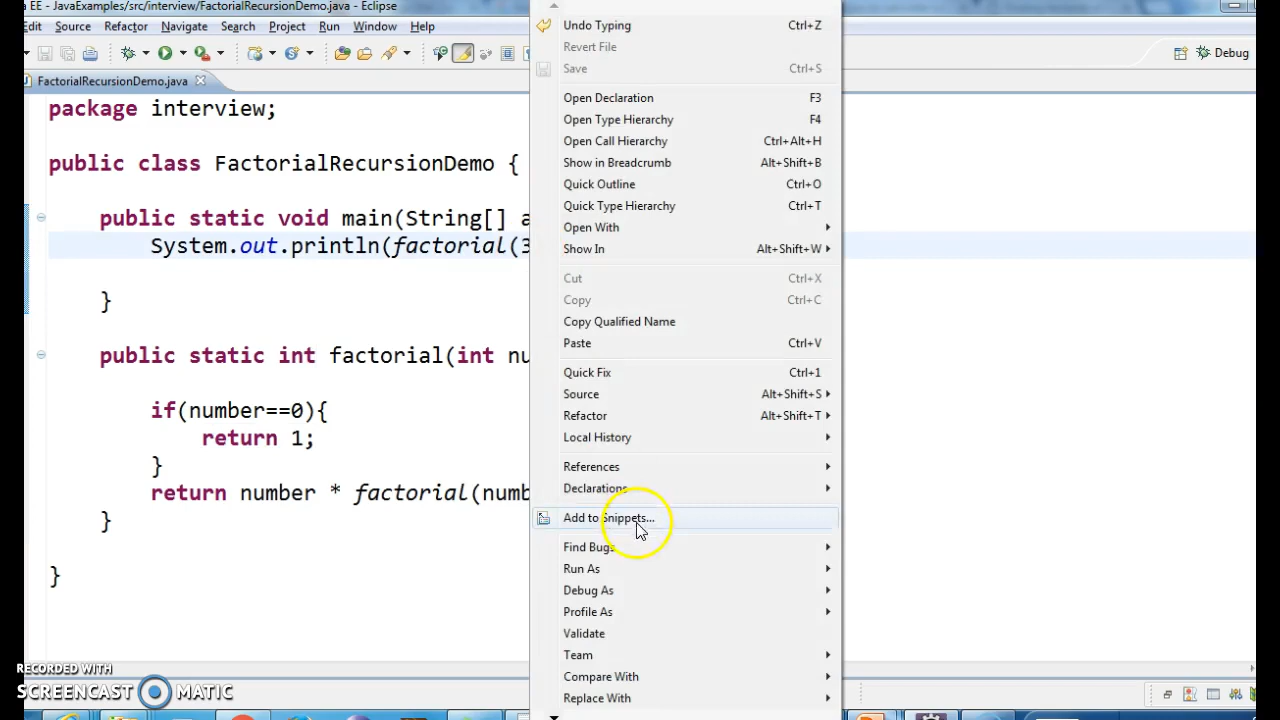 EE - JavaExamples/src/interview/FactorialRecursionDemo.java - Eclipse
Edit Source Refactor Navigate Search Project Run Window Help
Debug
FactorialRecursionDemo.java
package interview;
public class FactorialRecursionDemo {
public static void main(String[]
System.out.println(factorial(3
}
public static int factorial(int
if(number==0){
return 1;
}
return number * factorial(
}
}
Undo Typing Ctrl+Z
Revert File
Save Ctrl+S
Open Declaration F3
Open Type Hierarchy F4
Open Call Hierarchy Ctrl+Alt+H
Show in Breadcrumb Alt+Shift+B
Quick Outline Ctrl+O
Quick Type Hierarchy Ctrl+T
Open With
Show In Alt+Shift+W
Cut Ctrl+X
Copy Ctrl+C
Copy Qualified Name
Paste Ctrl+V
Quick Fix Ctrl+1
Source Alt+Shift+S
Refactor Alt+Shift+T
Local History
References
Declarations
Add to Snippets...
Find Bugs
Run As
Debug As
Profile As
Validate
Team
Compare With
Replace With
RECORDED WITH
SCREENCAST MATIC